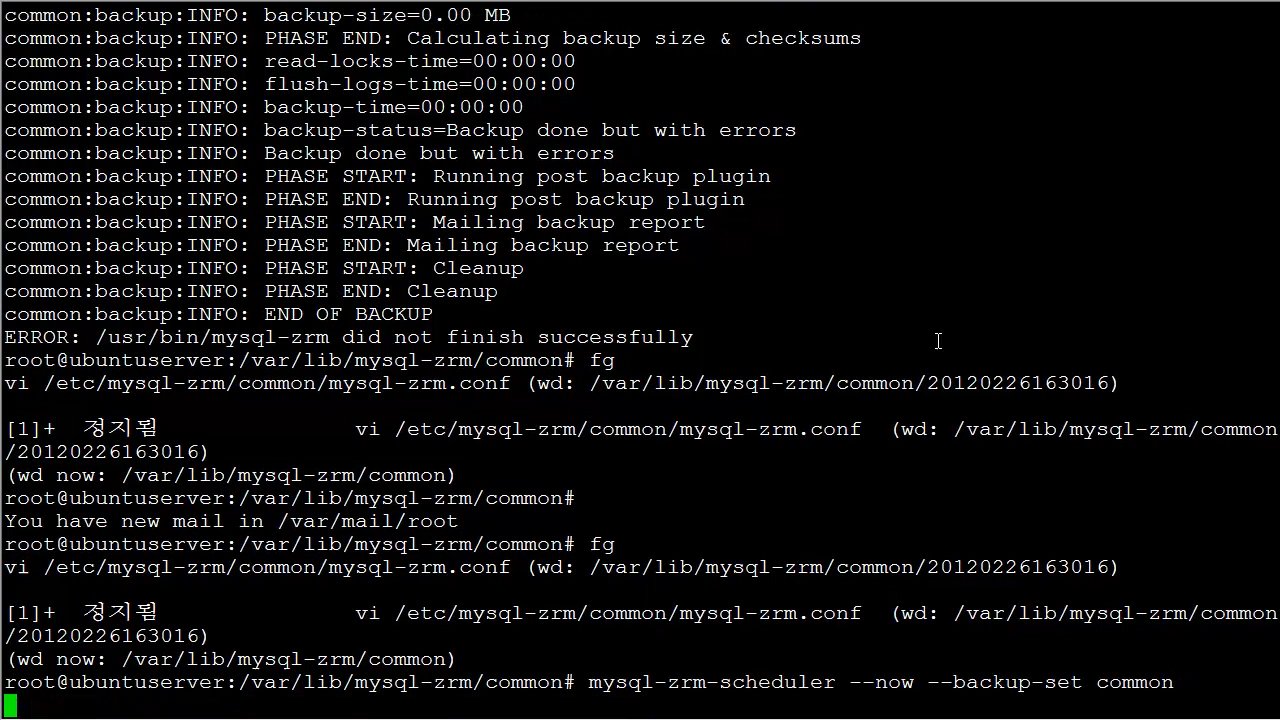 common:backup:INFO: backup-size=0.00 MB
common:backup:INFO: PHASE END: Calculating backup size & checksums
common:backup:INFO: read-locks-time=00:00:00
common:backup:INFO: flush-logs-time=00:00:00
common:backup:INFO: backup-time=00:00:00
common:backup:INFO: backup-status=Backup done but with errors
common:backup:INFO: Backup done but with errors
common:backup:INFO: PHASE START: Running post backup plugin
common:backup:INFO: PHASE END: Running post backup plugin
common:backup:INFO: PHASE START: Mailing backup report
common:backup:INFO: PHASE END: Mailing backup report
common:backup:INFO: PHASE START: Cleanup
common:backup:INFO: PHASE END: Cleanup
common:backup:INFO: END OF BACKUP
ERROR: /usr/bin/mysql-zrm did not finish successfully
root@ubuntuserver:/var/lib/mysql-zrm/common# fg
vi /etc/mysql-zrm/common/mysql-zrm.conf (wd: /var/lib/mysql-zrm/common/20120226163016)
[1]+  정지됨               vi /etc/mysql-zrm/common/mysql-zrm.conf  (wd: /var/lib/mysql-zrm/common
/20120226163016)
(wd now: /var/lib/mysql-zrm/common)
root@ubuntuserver:/var/lib/mysql-zrm/common#
You have new mail in /var/mail/root
root@ubuntuserver:/var/lib/mysql-zrm/common# fg
vi /etc/mysql-zrm/common/mysql-zrm.conf (wd: /var/lib/mysql-zrm/common/20120226163016)
[1]+  정지됨               vi /etc/mysql-zrm/common/mysql-zrm.conf  (wd: /var/lib/mysql-zrm/common
/20120226163016)
(wd now: /var/lib/mysql-zrm/common)
root@ubuntuserver:/var/lib/mysql-zrm/common# mysql-zrm-scheduler --now --backup-set common